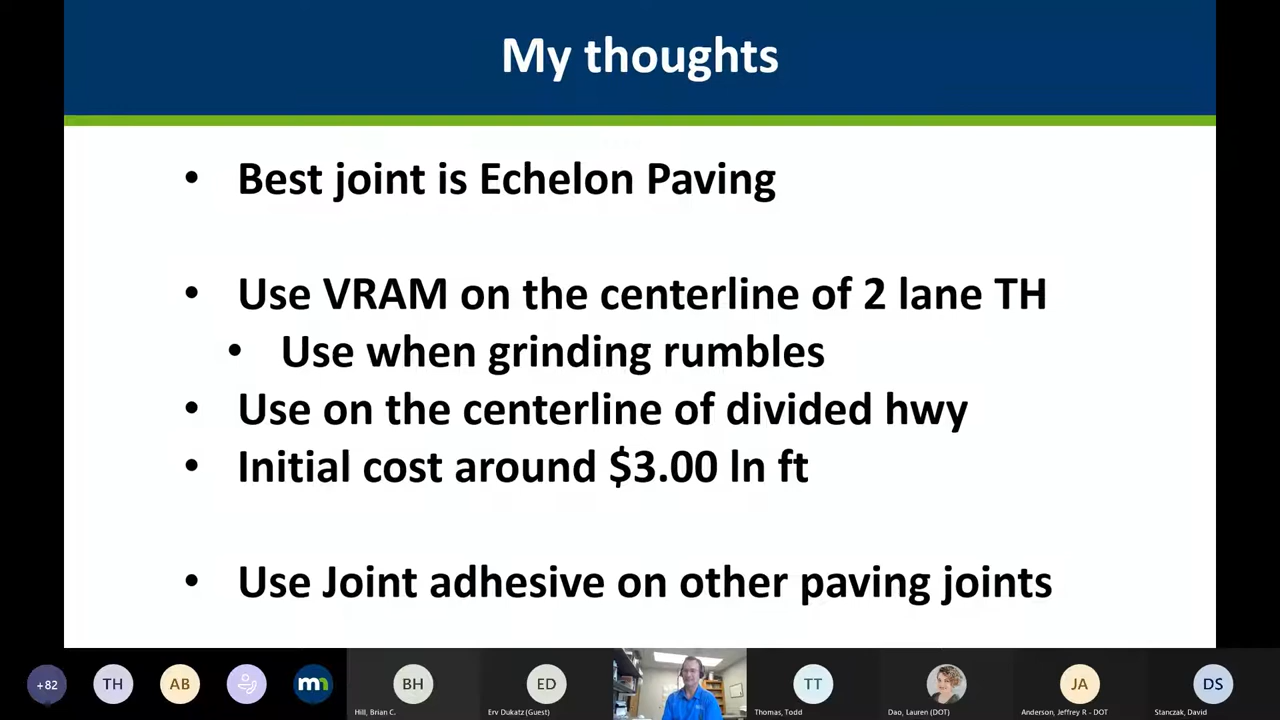 My thoughts
• Best joint is Echelon Paving
• Use VRAM on the centerline of 2 lane TH
• Use when grinding rumbles
• Use on the centerline of divided hwy
• Initial cost around $3.00 ln ft
• Use Joint adhesive on other paving joints
+82
TH
AB
m
BH
ED
TT
JA
DS
Hill, Brian C.
Erv Dukatz (Guest)
Thomas, Todd
Dao, Lauren (DOT)
Anderson, Jeffrey R - DOT
Stanczak, David